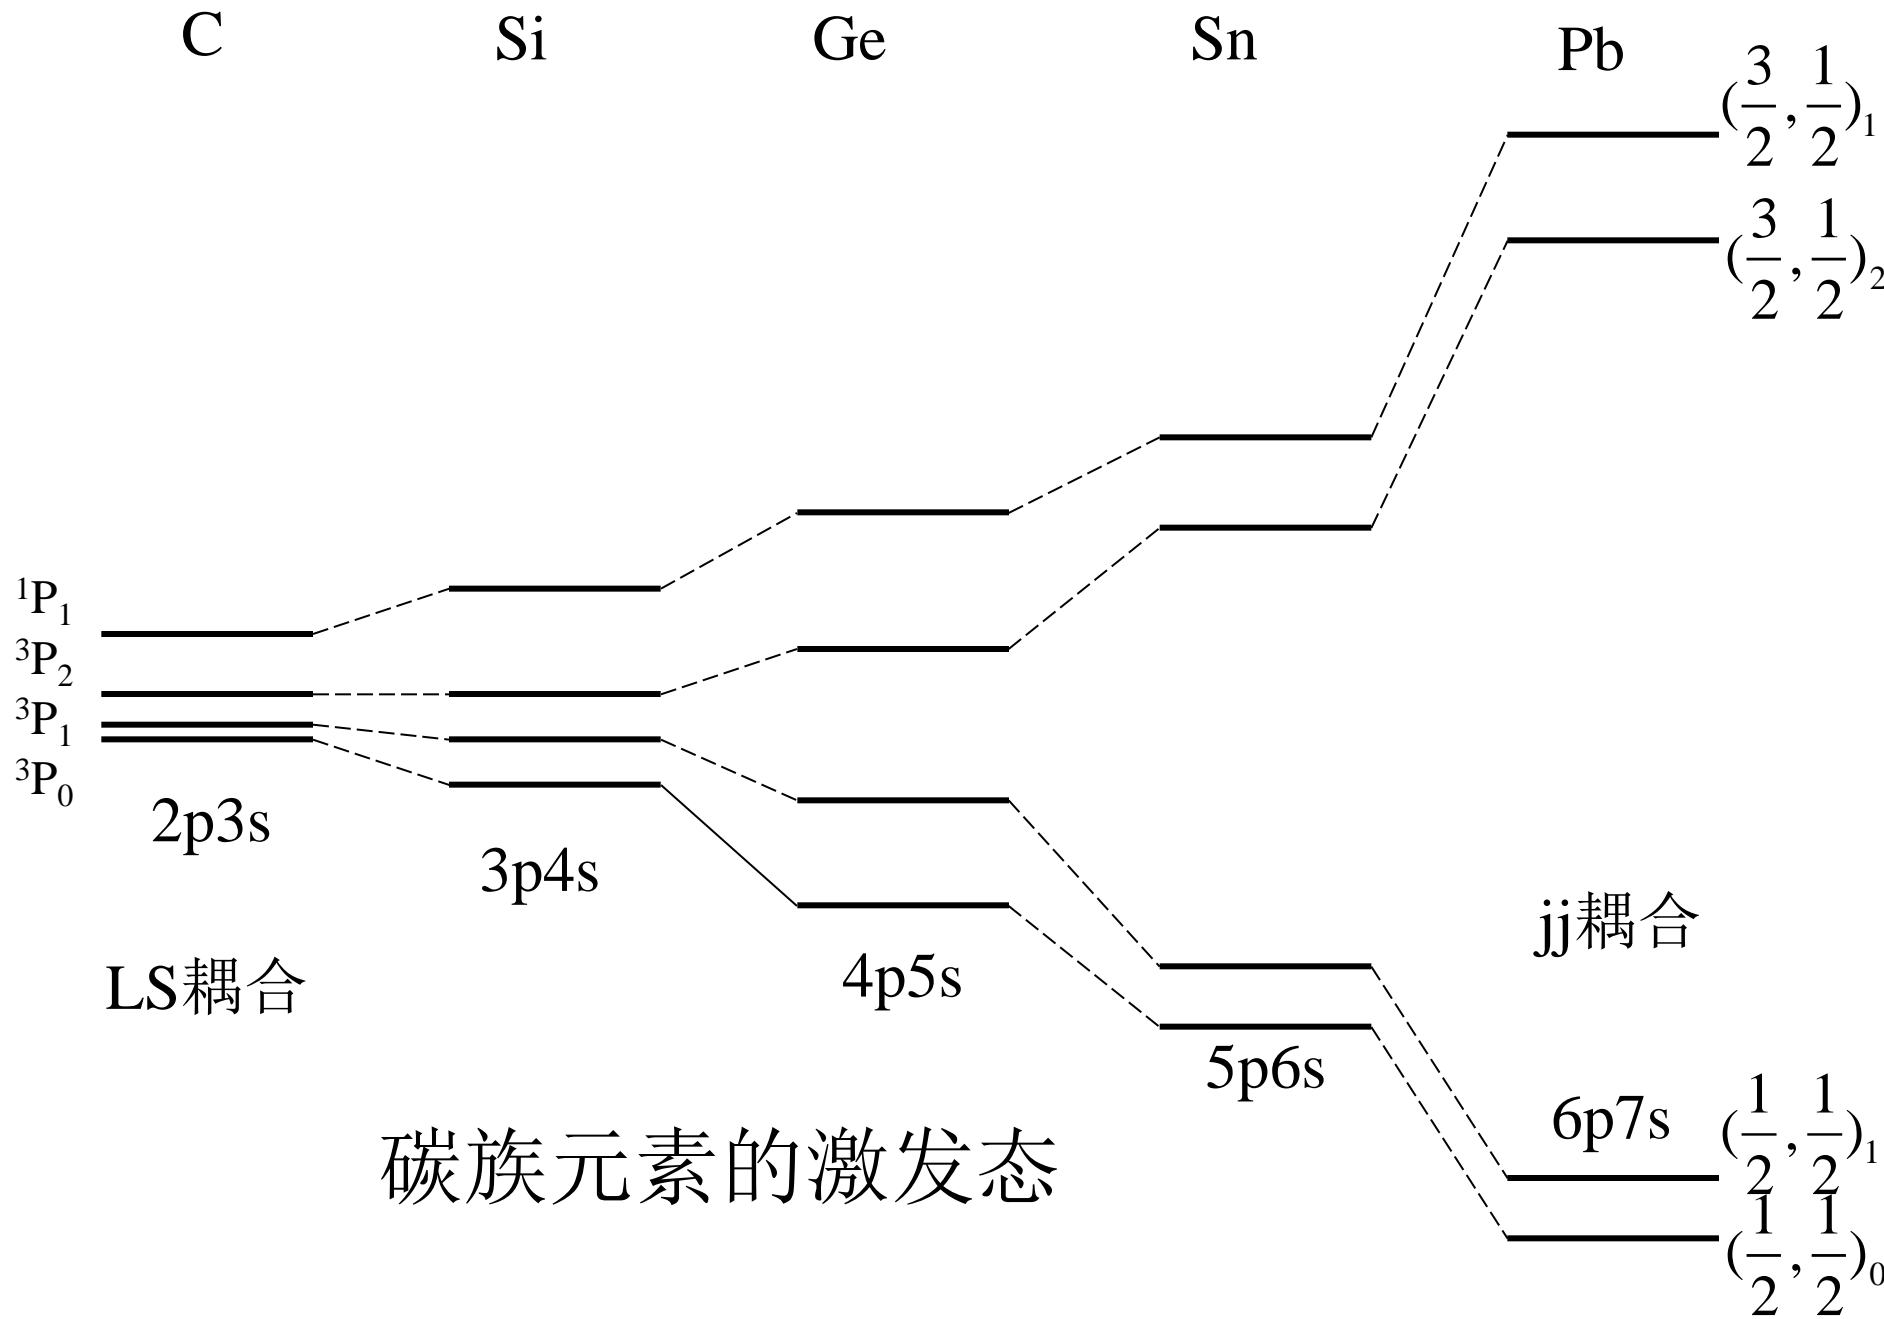 C Si Ge Sn Pb
(3/2,1/2)₁
(3/2,1/2)₂
¹P₁
³P₂
³P₁
³P₀
2p3s
3p4s
4p5s
5p6s
6p7s
LS耦合
jj耦合
(1/2,1/2)₁
(1/2,1/2)₀
碳族元素的激发态